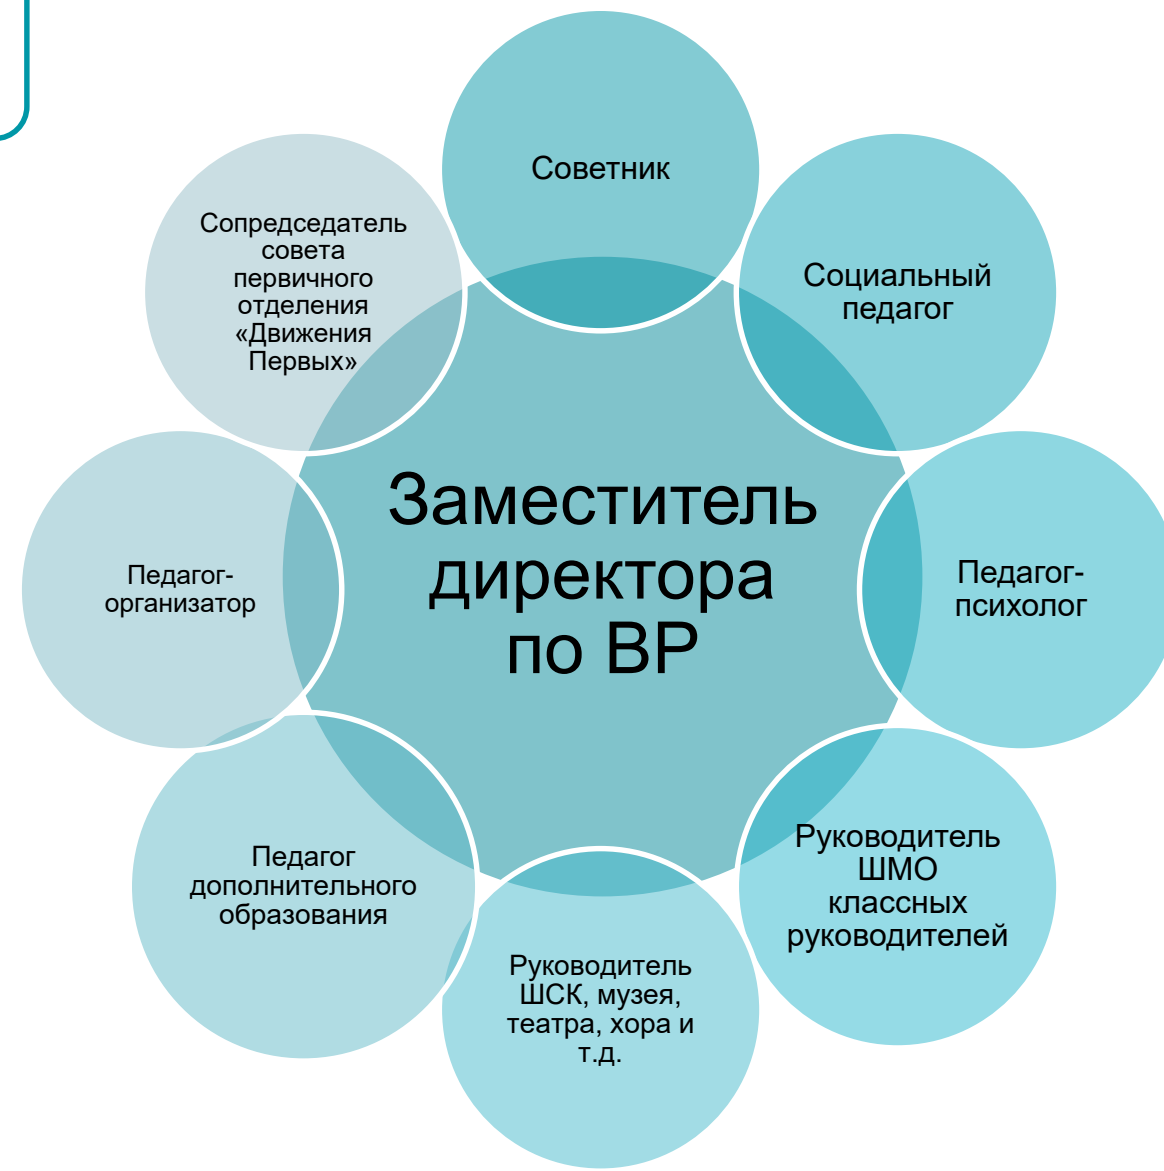 Советник
Социальный
педагог
Педагог-
психолог
Руководитель
ШМО
классных
руководителей
Руководитель
ШСК, музея,
театра, хора и
т.д.
Педагог
дополнительного
образования
Педагог-
организатор
Сопредседатель
совета
первичного
отделения
«Движения
Первых»
Заместитель
директора
по ВР